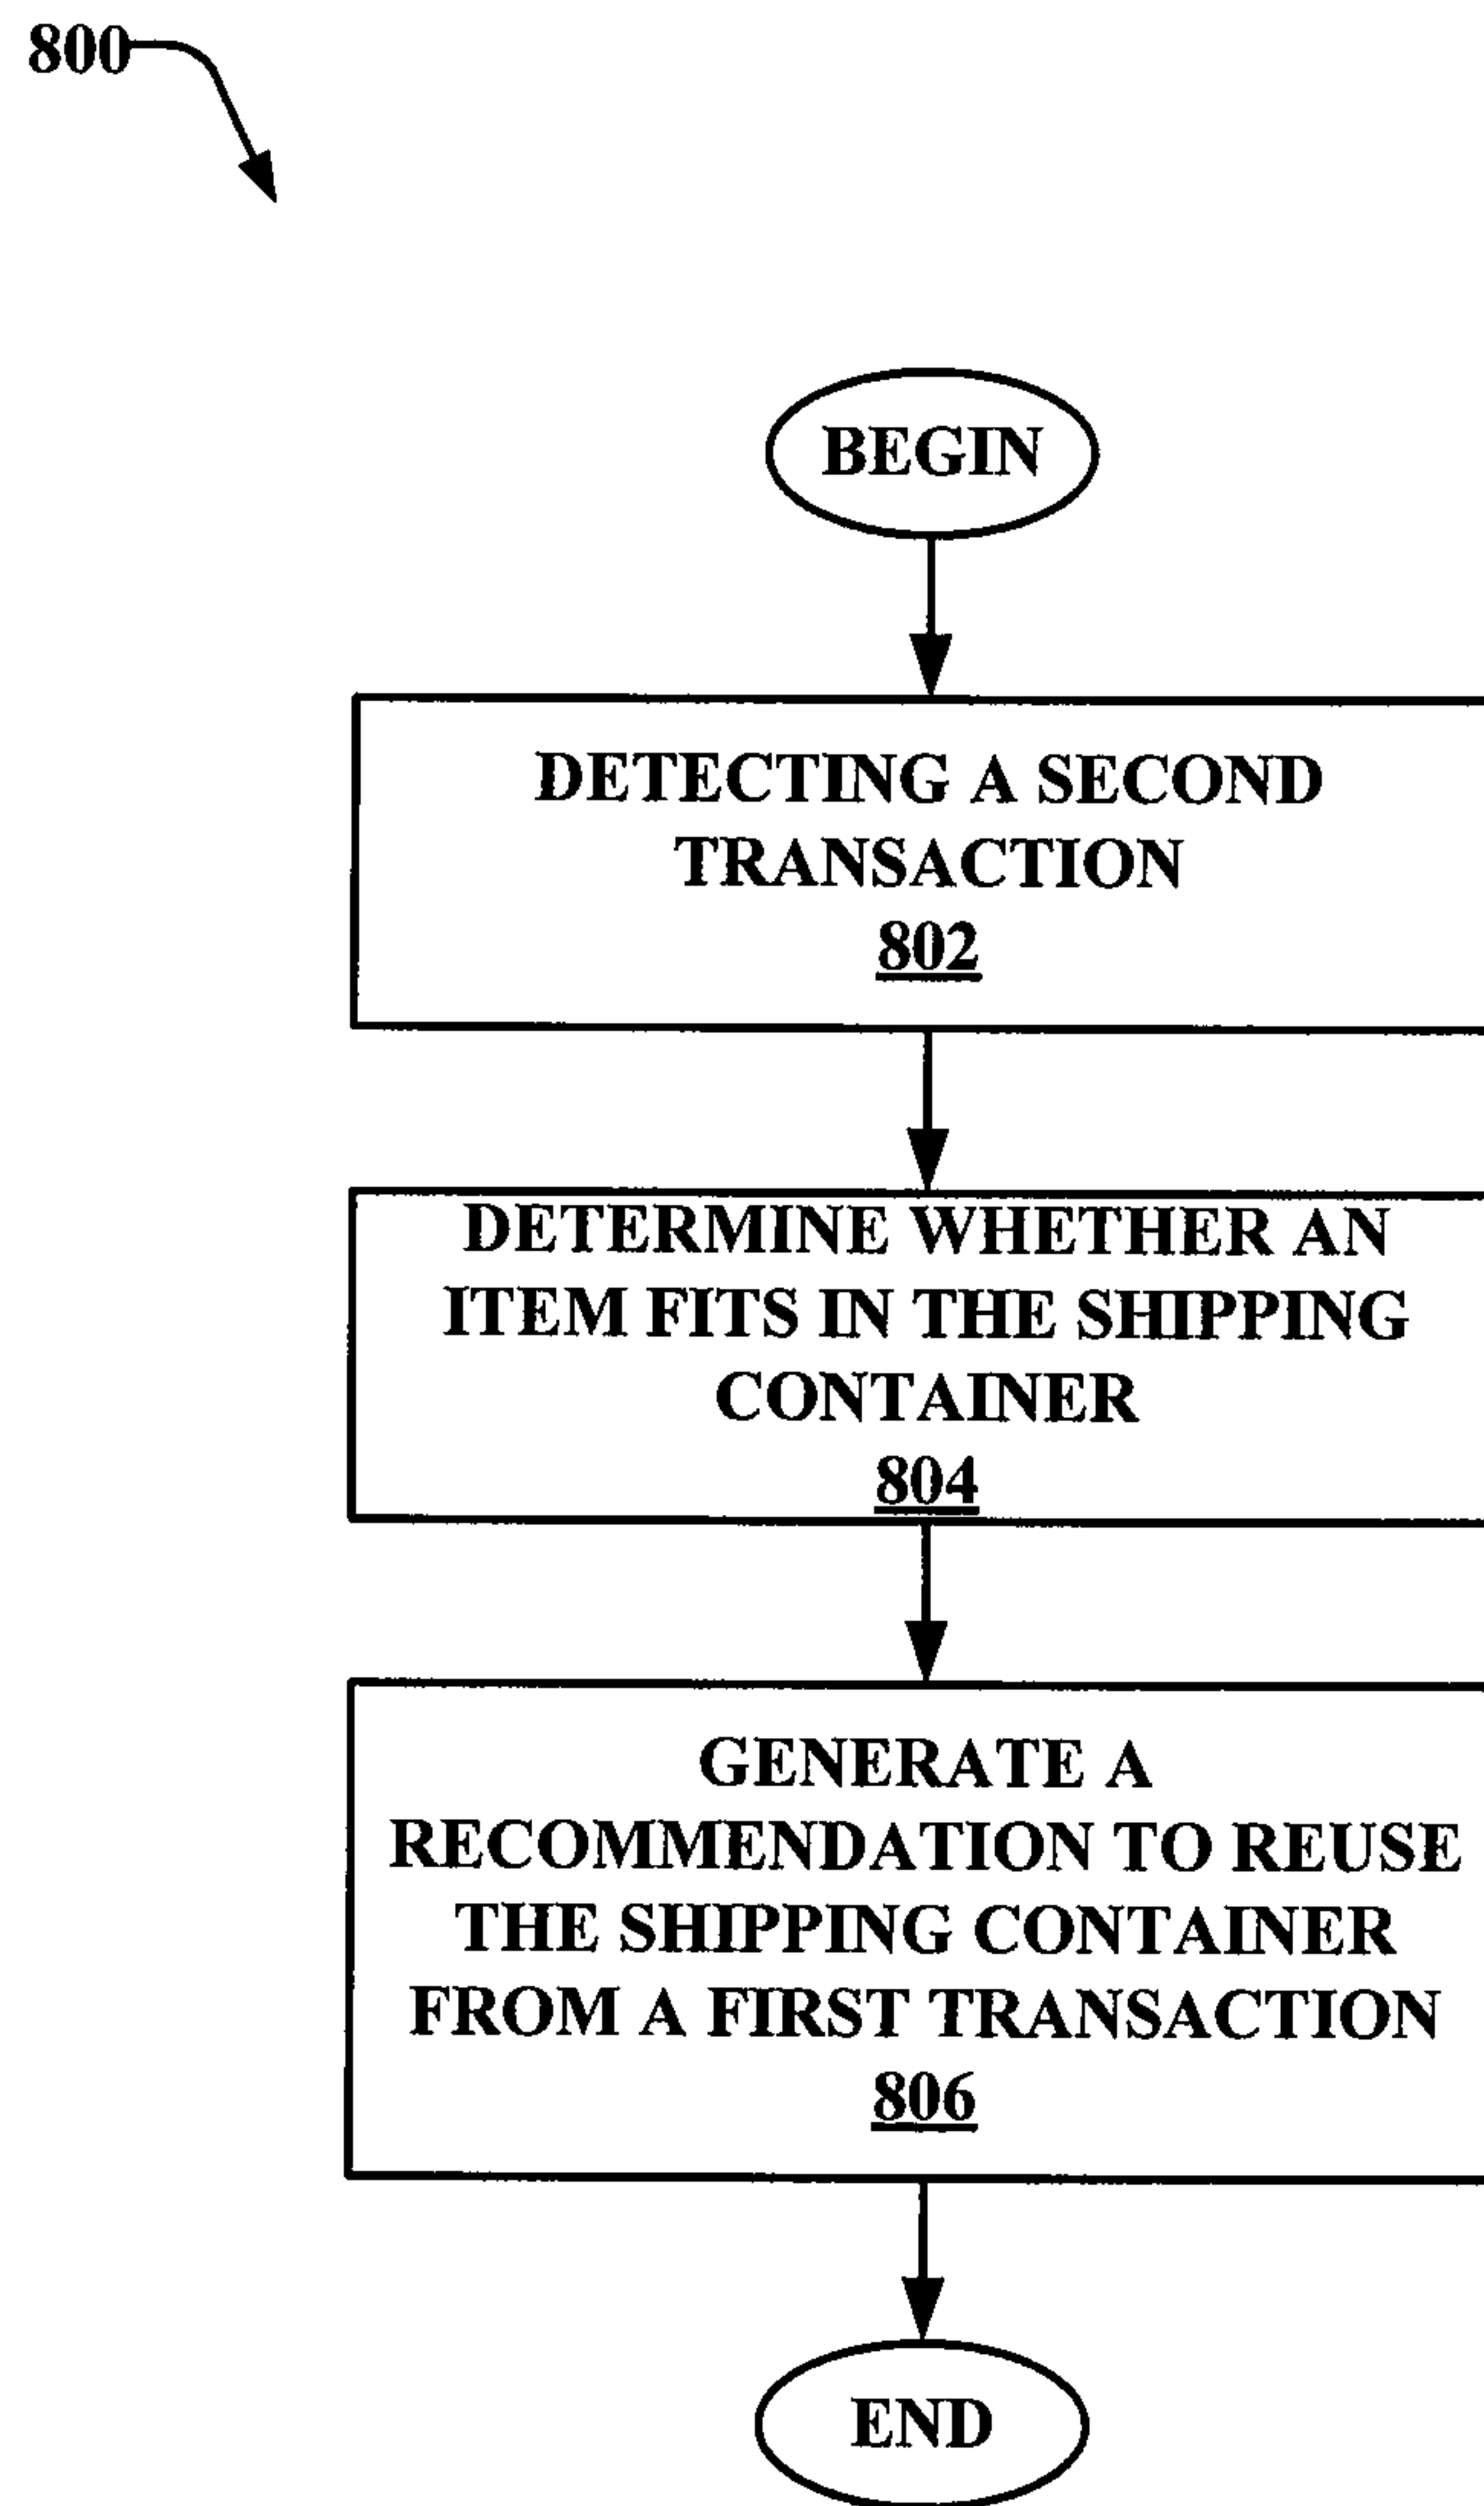 800
BEGIN
DETECTING A SECOND
TRANSACTION
802
DETERMINE WHETHER AN
ITEM FITS IN THE SHIPPING
CONTAINER
804
GENERATE A
RECOMMENDATION TO REUSE
THE SHIPPING CONTAINER
FROM A FIRST TRANSACTION
806
END